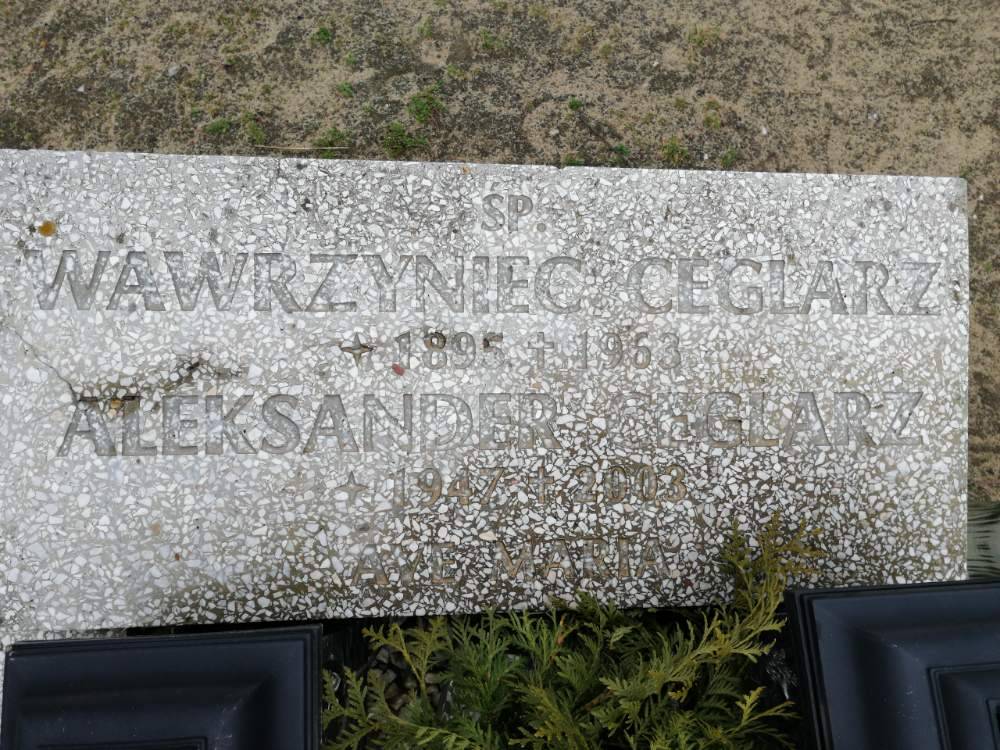 SP.
WAWRZYNIEC CEGLARZ
✦ 1895 ✝ 1963
ALEKSANDER CEGLARZ
✦ 1947 ✝ 2003
AVE MARIA